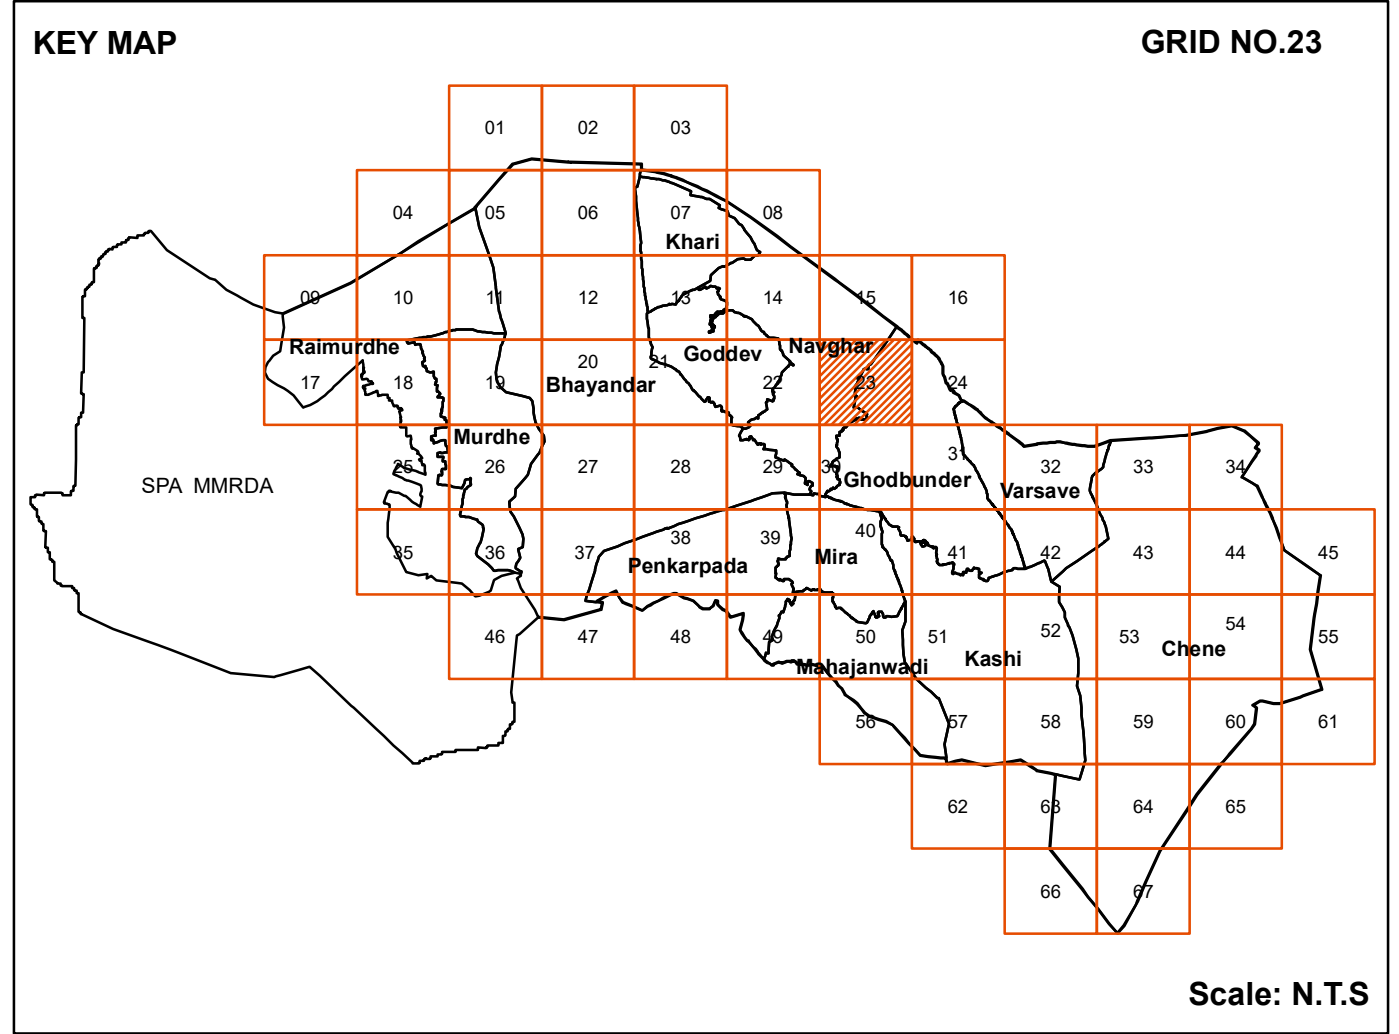 KEY MAP
GRID NO.23
01 02 03
04 05 06 07 08
Khari
09 10 11 12 13 14 15 16
Raimurdhe
Goddev
Navghar
17 18 19 20 21 22 23 24
Bhayandar
Murdhe
25 26 27 28 29 30 31 32 33 34
SPA MMRDA
Ghodbunder
Varsave
35 36 37 38 39 40 41 42 43 44 45
Penkarpada
Mira
46 47 48 49 50 51 52 53 54 55
Mahajanwadi
Kashi
Chene
56 57 58 59 60 61
62 63 64 65
66 67
Scale: N.T.S